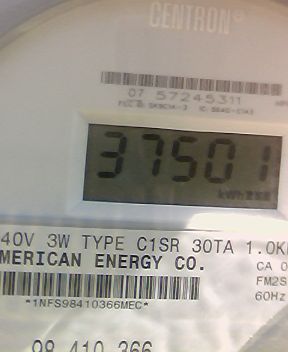 CENTRON®
07 57245311
37501
kWh
40V 3W TYPE C1SR 30TA 1.0K
MERICAN ENERGY CO.
CA 0
FM2S
*1NFS98410366MEC*
60Hz
98 410 366